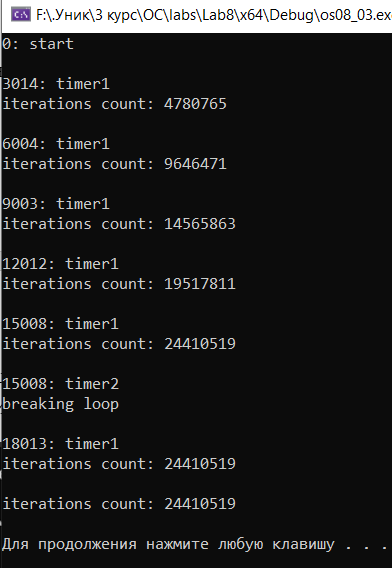 C:\ F:\.Уник\3 курс\ОС\labs\Lab8\x64\Debug\os08_03.exe
0: start
3014: timer1
iterations count: 4780765
6004: timer1
iterations count: 9646471
9003: timer1
iterations count: 14565863
12012: timer1
iterations count: 19517811
15008: timer1
iterations count: 24410519
15008: timer2
breaking loop
18013: timer1
iterations count: 24410519
iterations count: 24410519
Для продолжения нажмите любую клавишу . . .